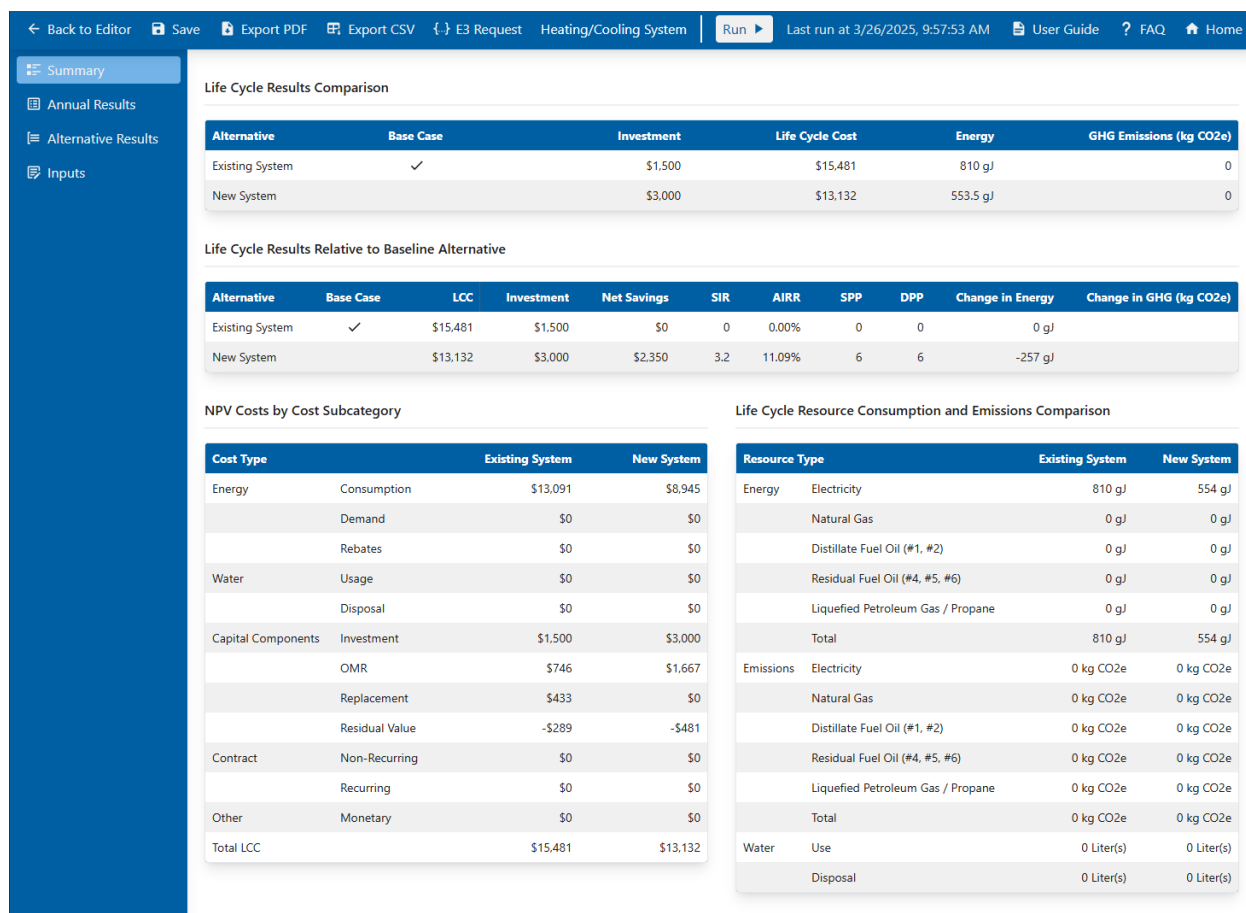 Back to Editor Save Export PDF Export CSV {..} E3 Request Heating/Cooling System Run Last run at 3/26/2025, 9:57:53 AM User Guide ? FAQ Home
Summary
Annual Results
Alternative Results
Inputs
Life Cycle Results Comparison
Alternative Base Case Investment Life Cycle Cost Energy GHG Emissions (kg CO2e)
Existing System ✓ $1,500 $15,481 810 gJ 0
New System $3,000 $13,132 553.5 gJ 0
Life Cycle Results Relative to Baseline Alternative
Alternative Base Case LCC Investment Net Savings SIR AIRR SPP DPP Change in Energy Change in GHG (kg CO2e)
Existing System ✓ $15,481 $1,500 $0 0 0.00% 0 0 0 gJ
New System $13,132 $3,000 $2,350 3.2 11.09% 6 6 -257 gJ
NPV Costs by Cost Subcategory
Cost Type Existing System New System
Energy Consumption $13,091 $8,945
Demand $0 $0
Rebates $0 $0
Water Usage $0 $0
Disposal $0 $0
Capital Components Investment $1,500 $3,000
OMR $746 $1,667
Replacement $433 $0
Residual Value -$289 -$481
Contract Non-Recurring $0 $0
Recurring $0 $0
Other Monetary $0 $0
Total LCC $15,481 $13,132
Life Cycle Resource Consumption and Emissions Comparison
Resource Type Existing System New System
Energy Electricity 810 gJ 554 gJ
Natural Gas 0 gJ 0 gJ
Distillate Fuel Oil (#1, #2) 0 gJ 0 gJ
Residual Fuel Oil (#4, #5, #6) 0 gJ 0 gJ
Liquefied Petroleum Gas / Propane 0 gJ 0 gJ
Total 810 gJ 554 gJ
Emissions Electricity 0 kg CO2e 0 kg CO2e
Natural Gas 0 kg CO2e 0 kg CO2e
Distillate Fuel Oil (#1, #2) 0 kg CO2e 0 kg CO2e
Residual Fuel Oil (#4, #5, #6) 0 kg CO2e 0 kg CO2e
Liquefied Petroleum Gas / Propane 0 kg CO2e 0 kg CO2e
Total 0 kg CO2e 0 kg CO2e
Water Use 0 Liter(s) 0 Liter(s)
Disposal 0 Liter(s) 0 Liter(s)